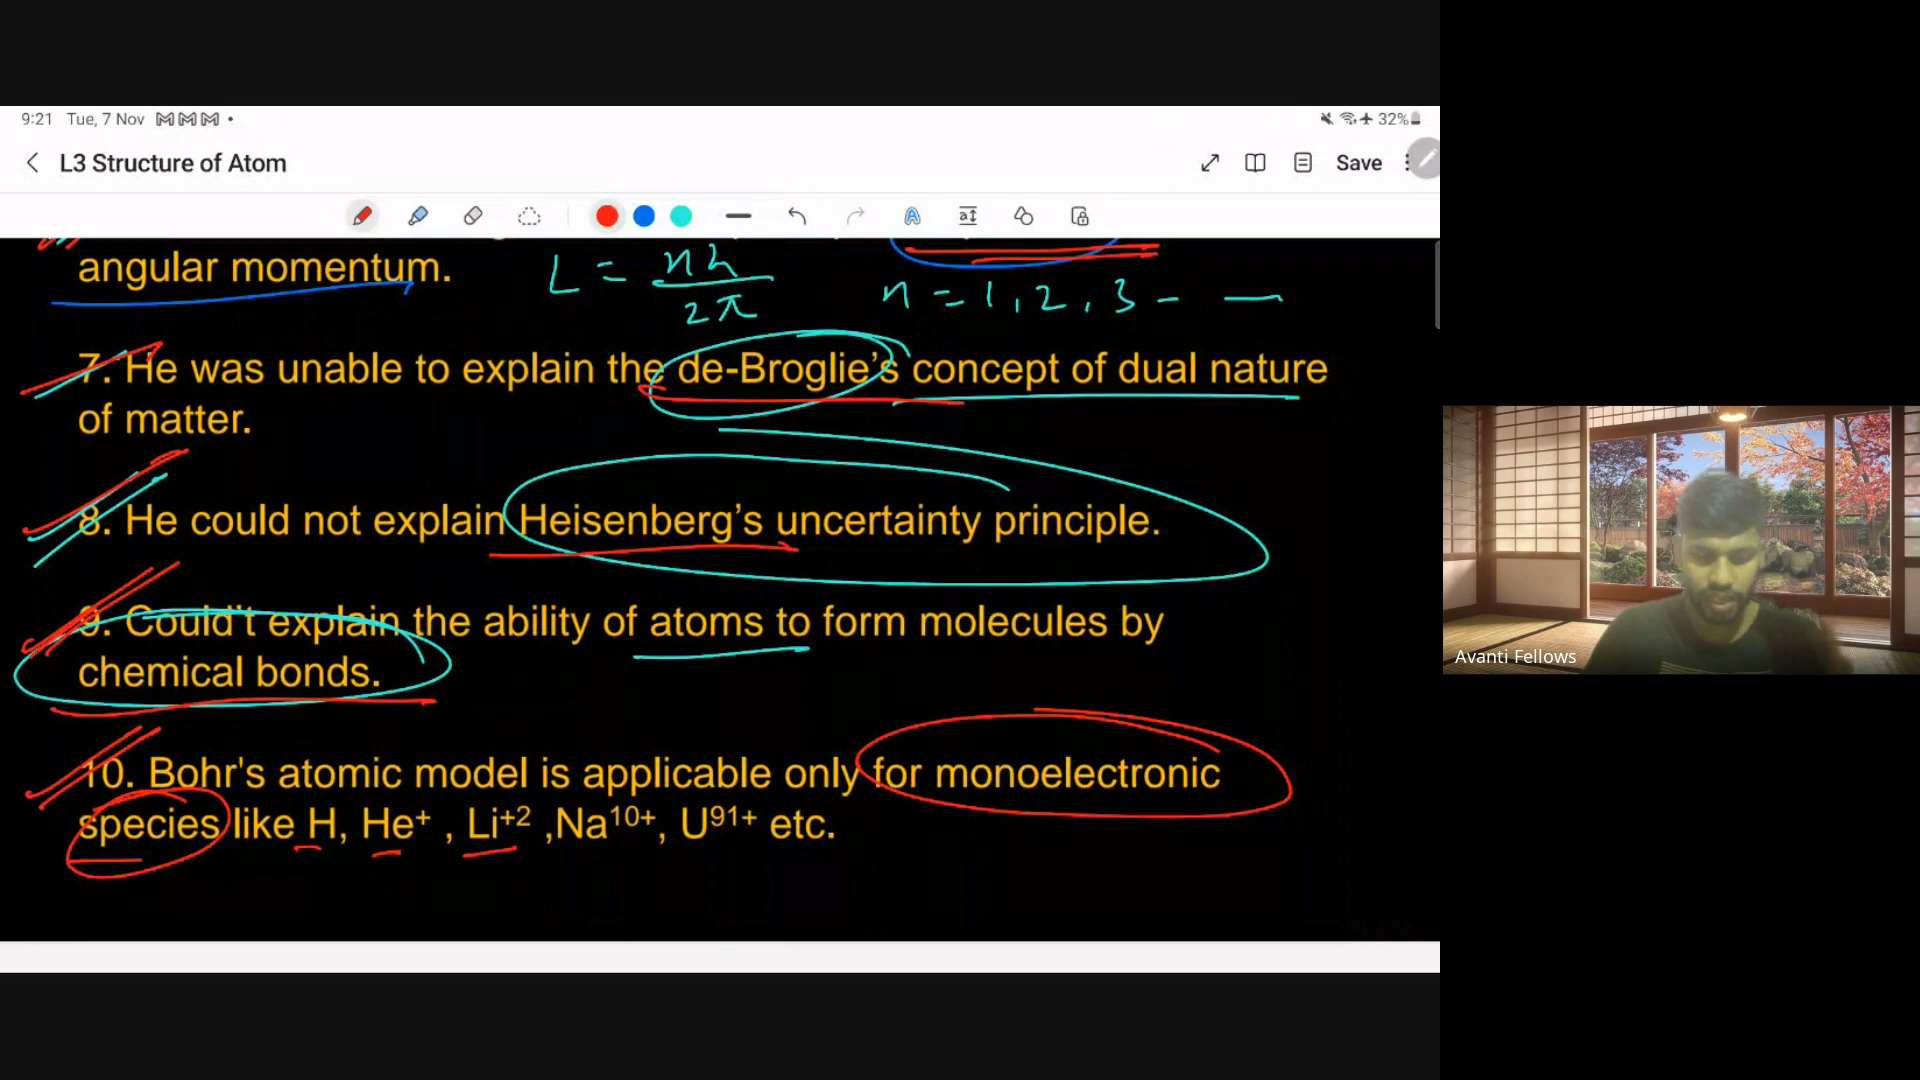 9:21 Tue, 7 Nov
32%
L3 Structure of Atom
Save
angular momentum. L = nh / 2π n = 1, 2, 3 - —
7. He was unable to explain the de-Broglie's concept of dual nature
of matter.
8. He could not explain Heisenberg's uncertainty principle.
9. Could't explain the ability of atoms to form molecules by
chemical bonds.
10. Bohr's atomic model is applicable only for monoelectronic
species like H, He⁺ , Li⁺² ,Na¹⁰⁺, U⁹¹⁺ etc.
Avanti Fellows